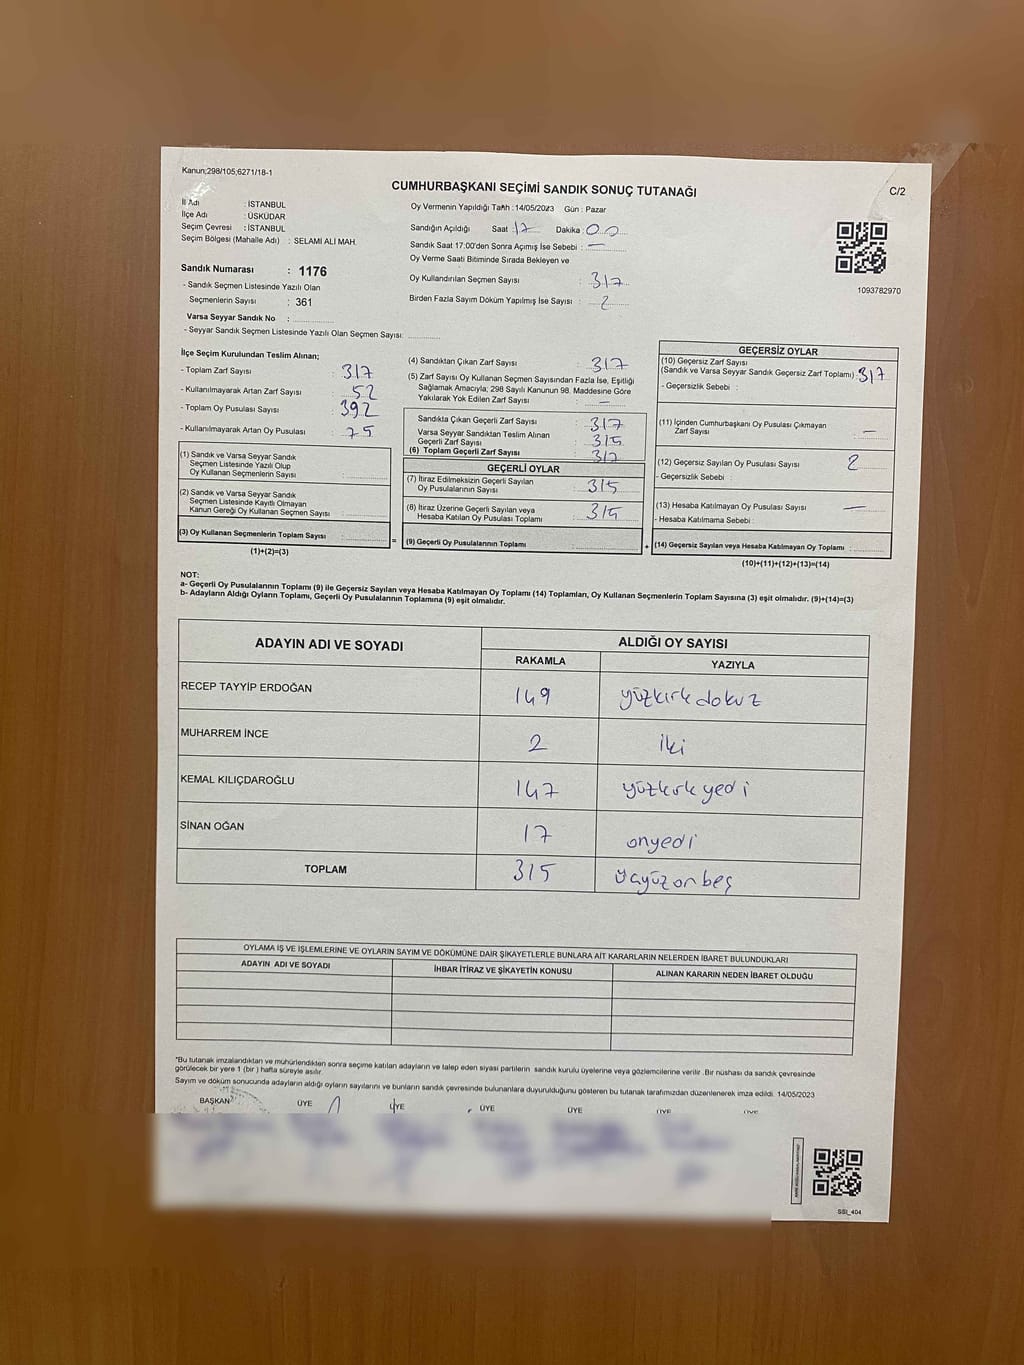 Kanun;298/105;6271/18-1
C/2
CUMHURBAŞKANI SEÇİMİ SANDIK SONUÇ TUTANAĞI
İl Adı : İSTANBUL
İlçe Adı : ÜSKÜDAR
Seçim Çevresi : İSTANBUL
Seçim Bölgesi (Mahalle Adı) : SELAMİ ALİ MAH.
Sandık Numarası : 1176
- Sandık Seçmen Listesinde Yazılı Olan
Seçmenlerin Sayısı : 361
Varsa Seyyar Sandık No :
- Seyyar Sandık Seçmen Listesinde Yazılı Olan Seçmen Sayısı:
Oy Vermenin Yapıldığı Tarih :14/05/2023 Gün : Pazar
Sandığın Açıldığı Saat : 17 Dakika : 00
Sandık Saat 17:00'den Sonra Açımış İse Sebebi : —
Oy Verme Saati Bitiminde Sırada Bekleyen ve
Oy Kullandırılan Seçmen Sayısı : 317
Birden Fazla Sayım Döküm Yapılmış İse Sayısı : 2
1093782970
İlçe Seçim Kurulundan Teslim Alınan;
- Toplam Zarf Sayısı : 317
- Kullanılmayarak Artan Zarf Sayısı : 52
- Toplam Oy Pusulası Sayısı : 392
- Kullanılmayarak Artan Oy Pusulası : 75
(1) Sandık ve Varsa Seyyar Sandık
Seçmen Listesinde Yazılı Olup
Oy Kullanan Seçmenlerin Sayısı :
(2) Sandık ve Varsa Seyyar Sandık
Seçmen Listesinde Kayıtlı Olmayan
Kanun Gereği Oy Kullanan Seçmen Sayısı :
(3) Oy Kullanan Seçmenlerin Toplam Sayısı :
(1)+(2)=(3)
(4) Sandıktan Çıkan Zarf Sayısı : 317
(5) Zarf Sayısı Oy Kullanan Seçmen Sayısından Fazla İse, Eşitliği
Sağlamak Amacıyla; 298 Sayılı Kanunun 98. Maddesine Göre
Yakılarak Yok Edilen Zarf Sayısı : —
Sandıkta Çıkan Geçerli Zarf Sayısı : 317
Varsa Seyyar Sandıktan Teslim Alınan
Geçerli Zarf Sayısı : 315
(6) Toplam Geçerli Zarf Sayısı : 317
GEÇERLİ OYLAR
(7) İtiraz Edilmeksizin Geçerli Sayılan
Oy Pusulalarının Sayısı : 315
(8) İtiraz Üzerine Geçerli Sayılan veya
Hesaba Katılan Oy Pusulası Toplamı : 315
= (9) Geçerli Oy Pusulalarının Toplamı :
GEÇERSİZ OYLAR
(10) Geçersiz Zarf Sayısı
(Sandık ve Varsa Seyyar Sandık Geçersiz Zarf Toplamı) : 317
- Geçersizlik Sebebi :
(11) İçinden Cumhurbaşkanı Oy Pusulası Çıkmayan
Zarf Sayısı : —
(12) Geçersiz Sayılan Oy Pusulası Sayısı : 2
- Geçersizlik Sebebi :
(13) Hesaba Katılmayan Oy Pusulası Sayısı : —
- Hesaba Katılmama Sebebi :
+ (14) Geçersiz Sayılan veya Hesaba Katılmayan Oy Toplamı :
(10)+(11)+(12)+(13)=(14)
NOT:
a- Geçerli Oy Pusulalarının Toplamı (9) ile Geçersiz Sayılan veya Hesaba Katılmayan Oy Toplamı (14) Toplamları, Oy Kullanan Seçmenlerin Toplam Sayısına (3) eşit olmalıdır. (9)+(14)=(3)
b- Adayların Aldığı Oyların Toplamı, Geçerli Oy Pusulalarının Toplamına (9) eşit olmalıdır.
ADAYIN ADI VE SOYADI ALDIĞI OY SAYISI
RAKAMLA YAZIYLA
RECEP TAYYİP ERDOĞAN 149 yüzkırkdokuz
MUHARREM İNCE 2 iki
KEMAL KILIÇDAROĞLU 147 yüzkırkyedi
SİNAN OĞAN 17 onyedi
TOPLAM 315 üçyüzonbeş
OYLAMA İŞ VE İŞLEMLERİNE VE OYLARIN SAYIM VE DÖKÜMÜNE DAİR ŞİKAYETLERLE BUNLARA AİT KARARLARIN NELERDEN İBARET BULUNDUKLARI
ADAYIN ADI VE SOYADI İHBAR İTİRAZ VE ŞİKAYETİN KONUSU ALINAN KARARIN NEDEN İBARET OLDUĞU
"Bu tutanak imzalandıktan ve mühürlendikten sonra seçime katılan adayların ve talep eden siyasi partilerin sandık kurulu üyelerine veya gözlemcilerine verilir .Bir nüshası da sandık çevresinde
görülecek bir yere 1 (bir ) hafta süreyle asılır.
Sayım ve döküm sonucunda adayların aldığı oyların sayılarını ve bunların sandık çevresinde bulunanlara duyurulduğunu gösteren bu tutanak tarafımızdan düzenlenerek imza edildi. 14/05/2023
BAŞKAN ÜYE ÜYE ÜYE ÜYE ÜYE ÜYE
SSI_404